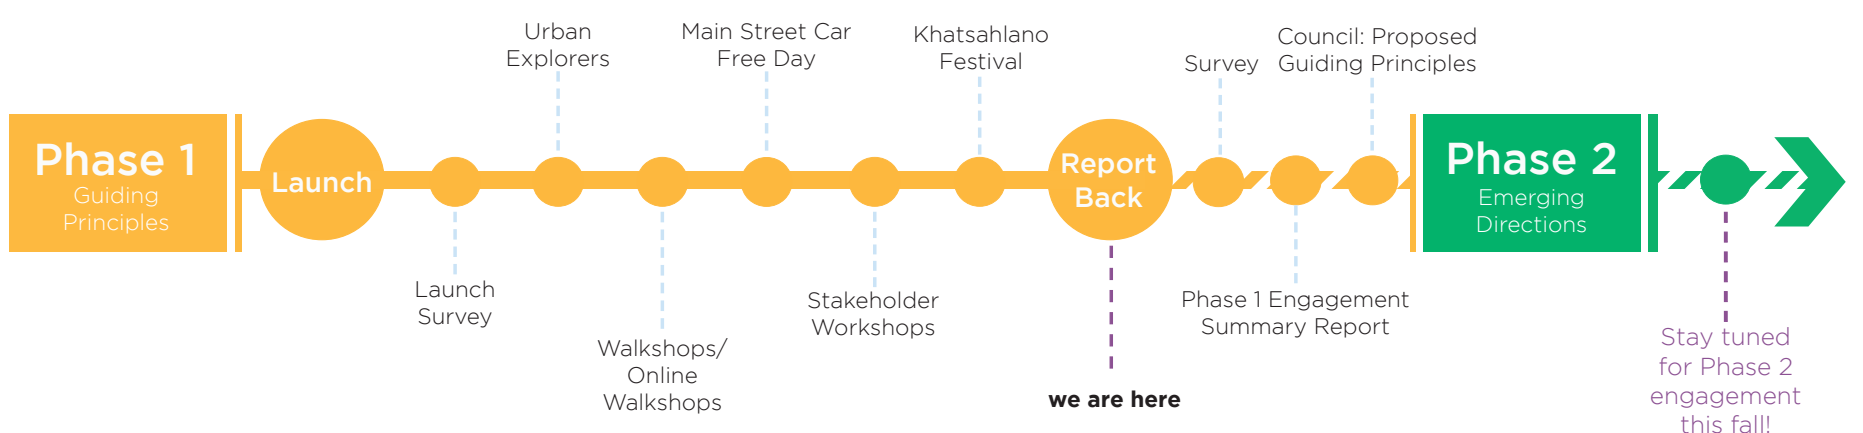 Phase 1
Guiding
Principles
Launch
Launch
Survey
Urban
Explorers
Walkshops/
Online
Walkshops
Main Street Car
Free Day
Stakeholder
Workshops
Khatsahlano
Festival
Report
Back
we are here
Survey
Phase 1 Engagement
Summary Report
Council: Proposed
Guiding Principles
Phase 2
Emerging
Directions
Stay tuned
for Phase 2
engagement
this fall!